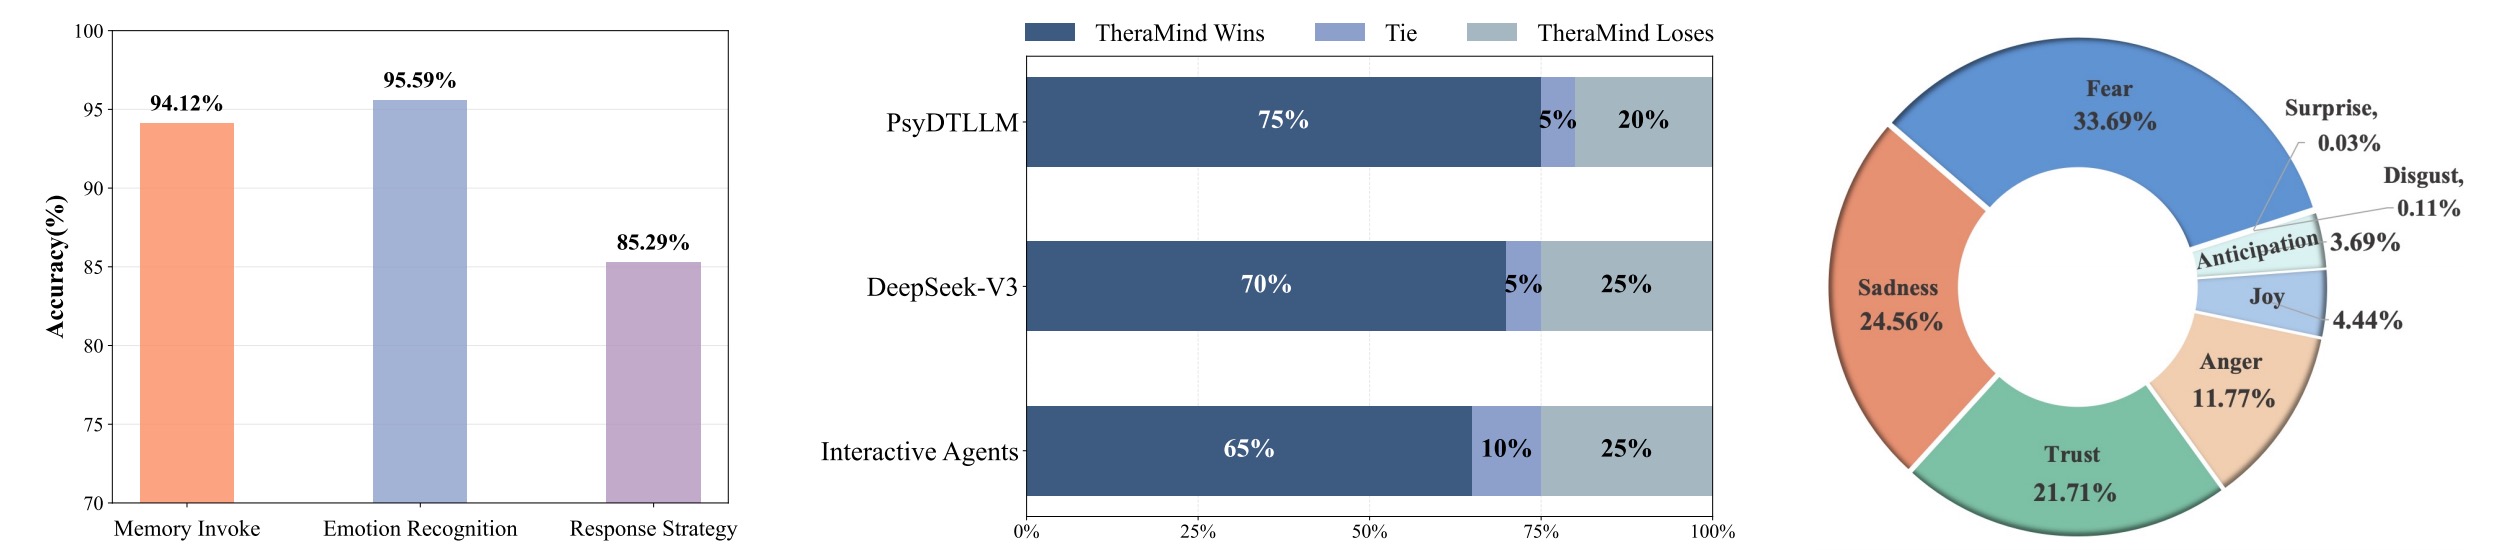 100
95
90
85
80
75
70
Accuracy(%)
94.12%
95.59%
85.29%
Memory Invoke
Emotion Recognition
Response Strategy
TheraMind Wins
Tie
TheraMind Loses
PsyDTLLM
75%
5%
20%
DeepSeek-V3
70%
5%
25%
Interactive Agents
65%
10%
25%
0%
25%
50%
75%
100%
Fear
33.69%
Surprise,
0.03%
Disgust,
0.11%
Anticipation
3.69%
Joy
4.44%
Anger
11.77%
Trust
21.71%
Sadness
24.56%